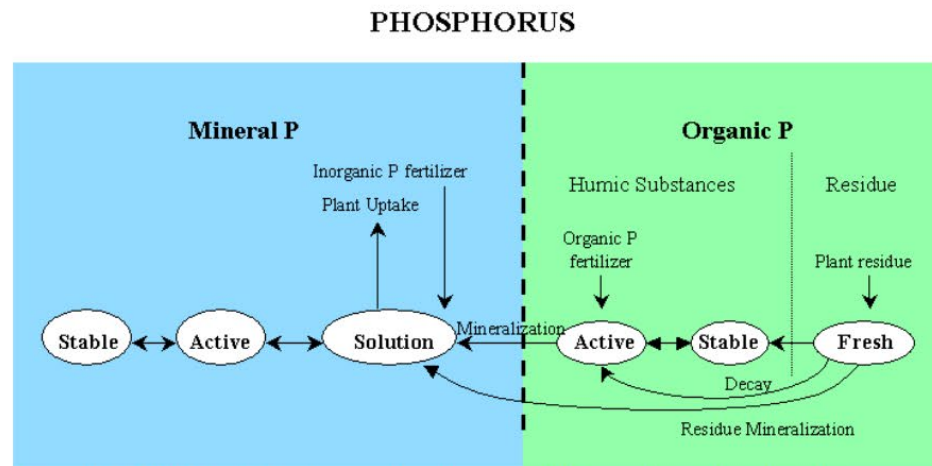 PHOSPHORUS
Mineral P
Organic P
Inorganic P fertilizer
Plant Uptake
Humic Substances
Residue
Organic P
fertilizer
Plant residue
Stable
Active
Solution
Mineralization
Active
Stable
Fresh
Decay
Residue Mineralization